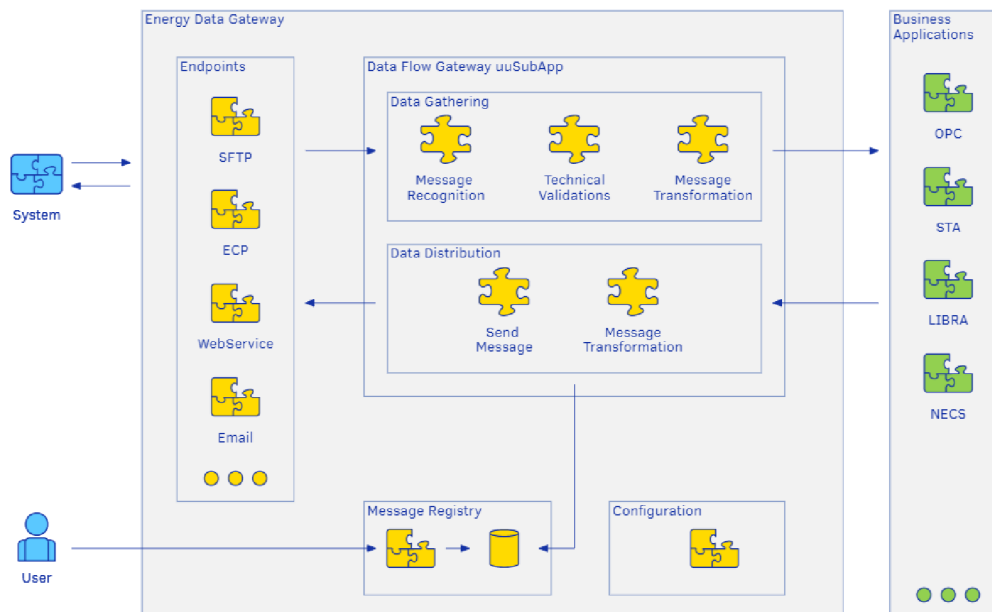 Energy Data Gateway
Business
Applications
Endpoints
Data Flow Gateway uuSubApp
Data Gathering
SFTP
Message
Recognition
Technical
Validations
Message
Transformation
OPC
System
ECP
STA
Data Distribution
WebService
Send
Message
Message
Transformation
LIBRA
Email
NECS
Message Registry
Configuration
User